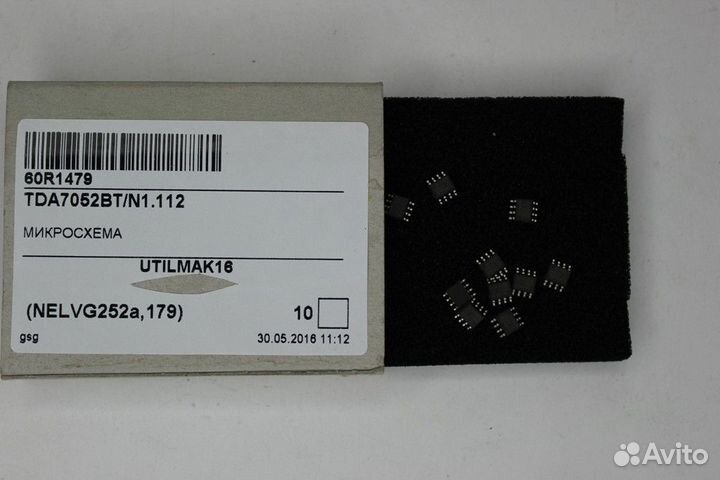 60R1479
TDA7052BT/N1.112
МИКРОСХЕМА
UTILMAK16
(NELVG252a,179) 10
gsg 30.05.2016 11:12
Avito